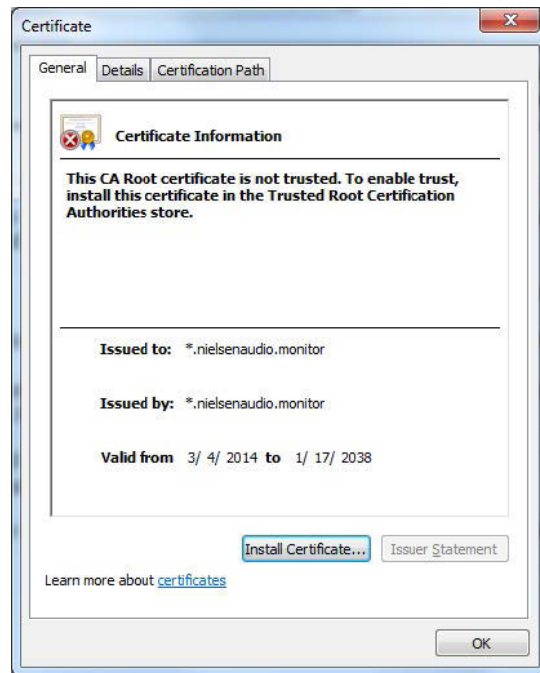 Certificate
General Details Certification Path
Certificate Information
This CA Root certificate is not trusted. To enable trust,
install this certificate in the Trusted Root Certification
Authorities store.
Issued to: *.nielsenaudio.monitor
Issued by: *.nielsenaudio.monitor
Valid from 3/ 4/ 2014 to 1/ 17/ 2038
Install Certificate... Issuer Statement
Learn more about certificates
OK